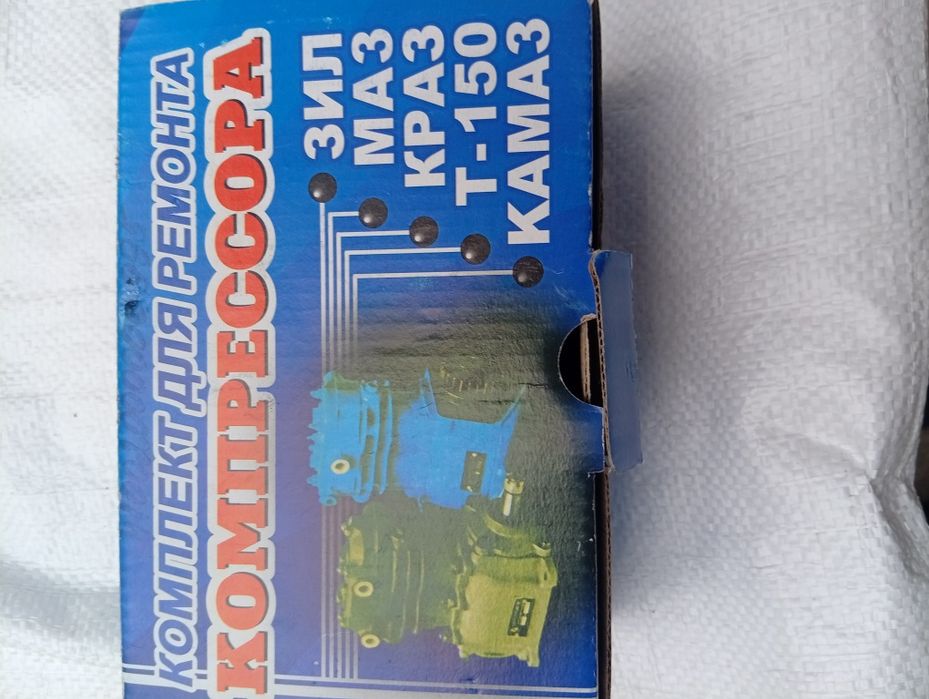 КОМПЛЕКТ ДЛЯ РЕМОНТА
КОМПРЕССОРА
ЗИЛ
МАЗ
КРАЗ
Т-150
КАМАЗ